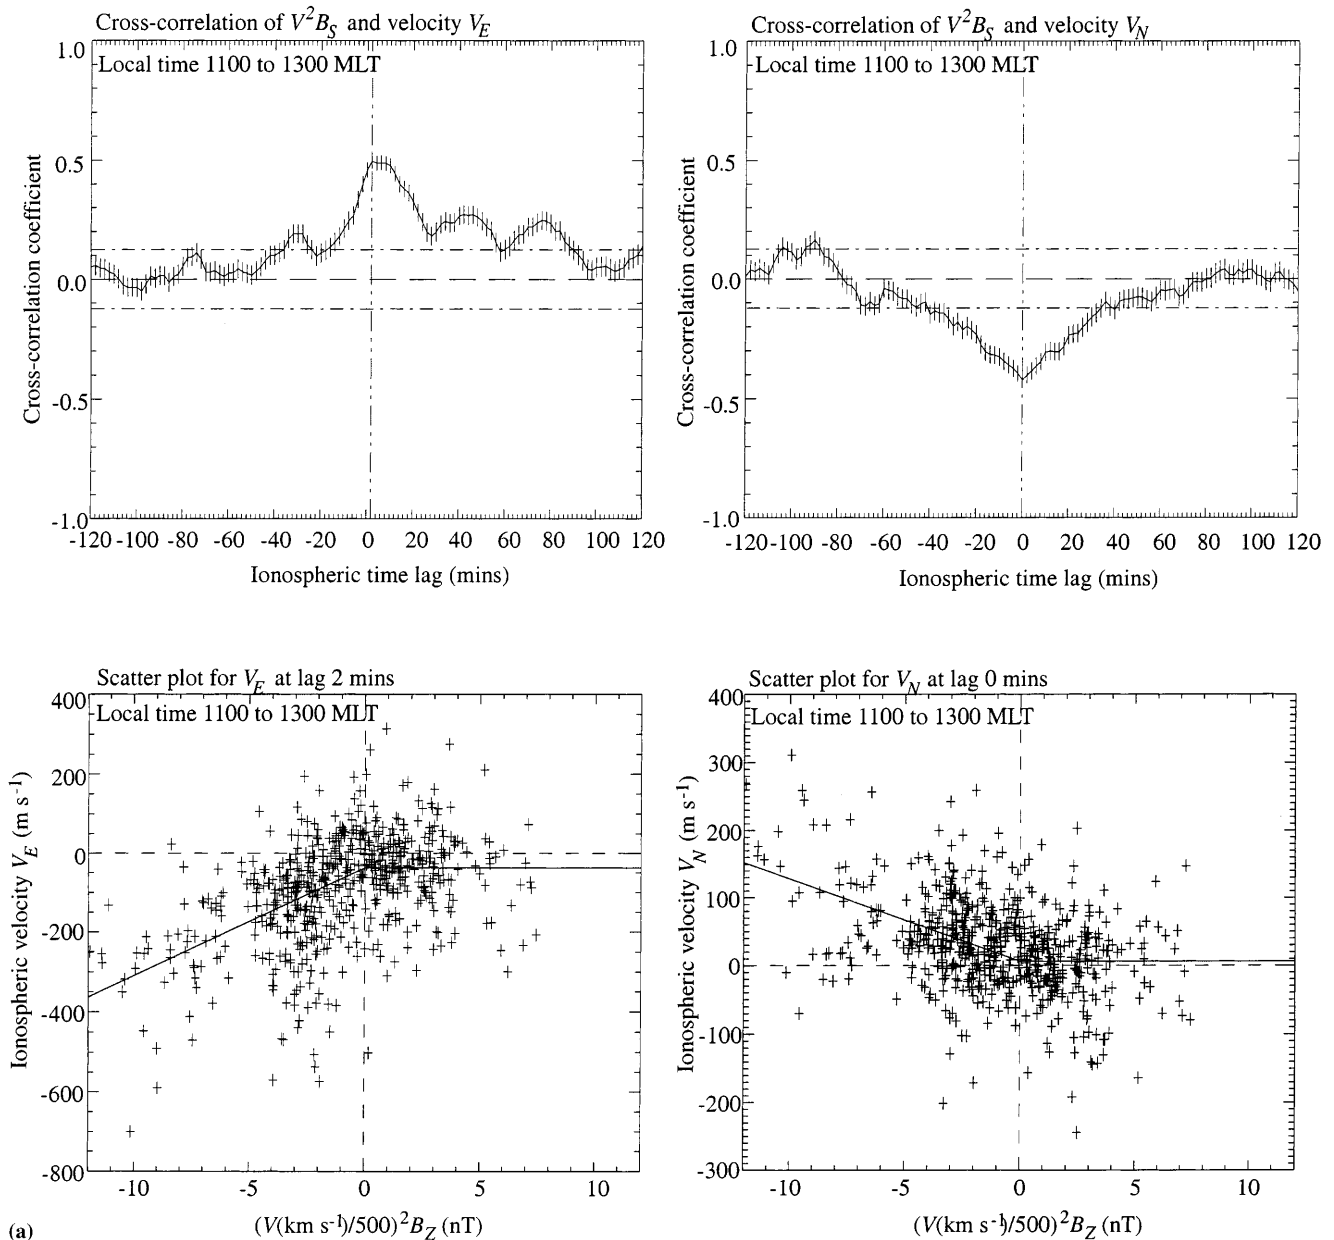 Cross-correlation of V²B_S and velocity V_E
1.0
Local time 1100 to 1300 MLT
0.5
0.0
-0.5
-1.0
Cross-correlation coefficient
-120 -100 -80 -60 -40 -20 0 20 40 60 80 100 120
Ionospheric time lag (mins)
Cross-correlation of V²B_S and velocity V_N
1.0
Local time 1100 to 1300 MLT
0.5
0.0
-0.5
-1.0
Cross-correlation coefficient
-120 -100 -80 -60 -40 -20 0 20 40 60 80 100 120
Ionospheric time lag (mins)
Scatter plot for V_E at lag 2 mins
400
Local time 1100 to 1300 MLT
200
0
-200
-400
-600
-800
Ionospheric velocity V_E (m s⁻¹)
-10 -5 0 5 10
(V(km s⁻¹)/500)²B_Z (nT)
Scatter plot for V_N at lag 0 mins
400
Local time 1100 to 1300 MLT
300
200
100
0
-100
-200
-300
Ionospheric velocity V_N (m s⁻¹)
-10 -5 0 5 10
(V(km s⁻¹)/500)²B_Z (nT)
(a)